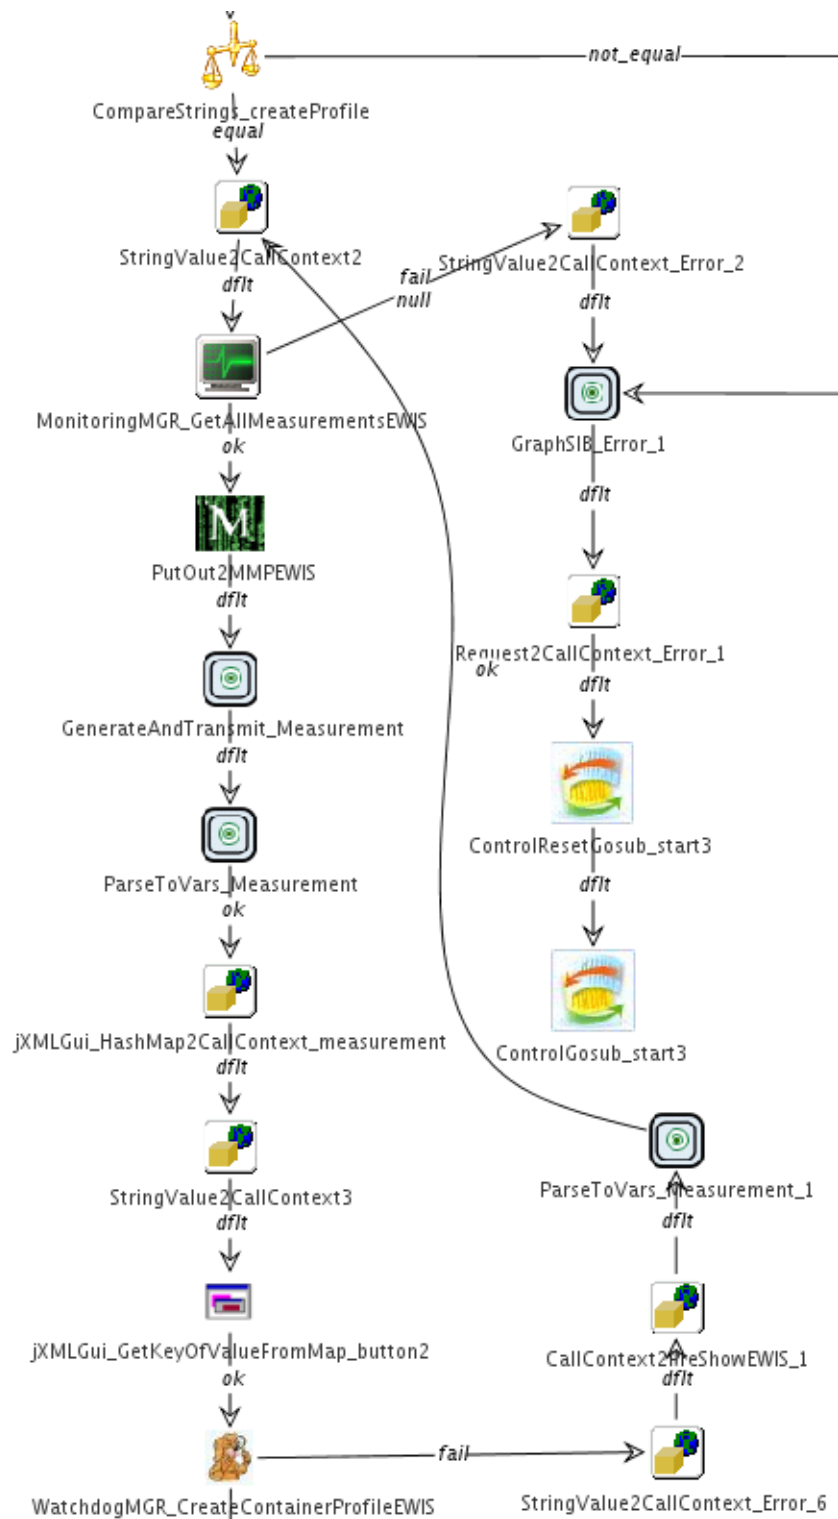 not_equal
CompareStrings_createProfile
equal
StringValue2CallContext2
dflt
fail
null
StringValue2CallContext_Error_2
dflt
MonitoringMGR_GetAllMeasurementsEWIS
ok
GraphSIB_Error_1
dflt
M
PutOut2MMPEWIS
dflt
Request2CallContext_Error_1
ok
dflt
GenerateAndTransmit_Measurement
dflt
ControlResetGosub_start3
dflt
ParseToVars_Measurement
ok
ControlGosub_start3
jXMLGui_HashMap2CallContext_measurement
dflt
StringValue2CallContext3
dflt
ParseToVars_Measurement_1
dflt
jXMLGui_GetKeyOfValueFromMap_button2
ok
CallContext2PreShowEWIS_1
dflt
fail
WatchdogMGR_CreateContainerProfileEWIS
StringValue2CallContext_Error_6